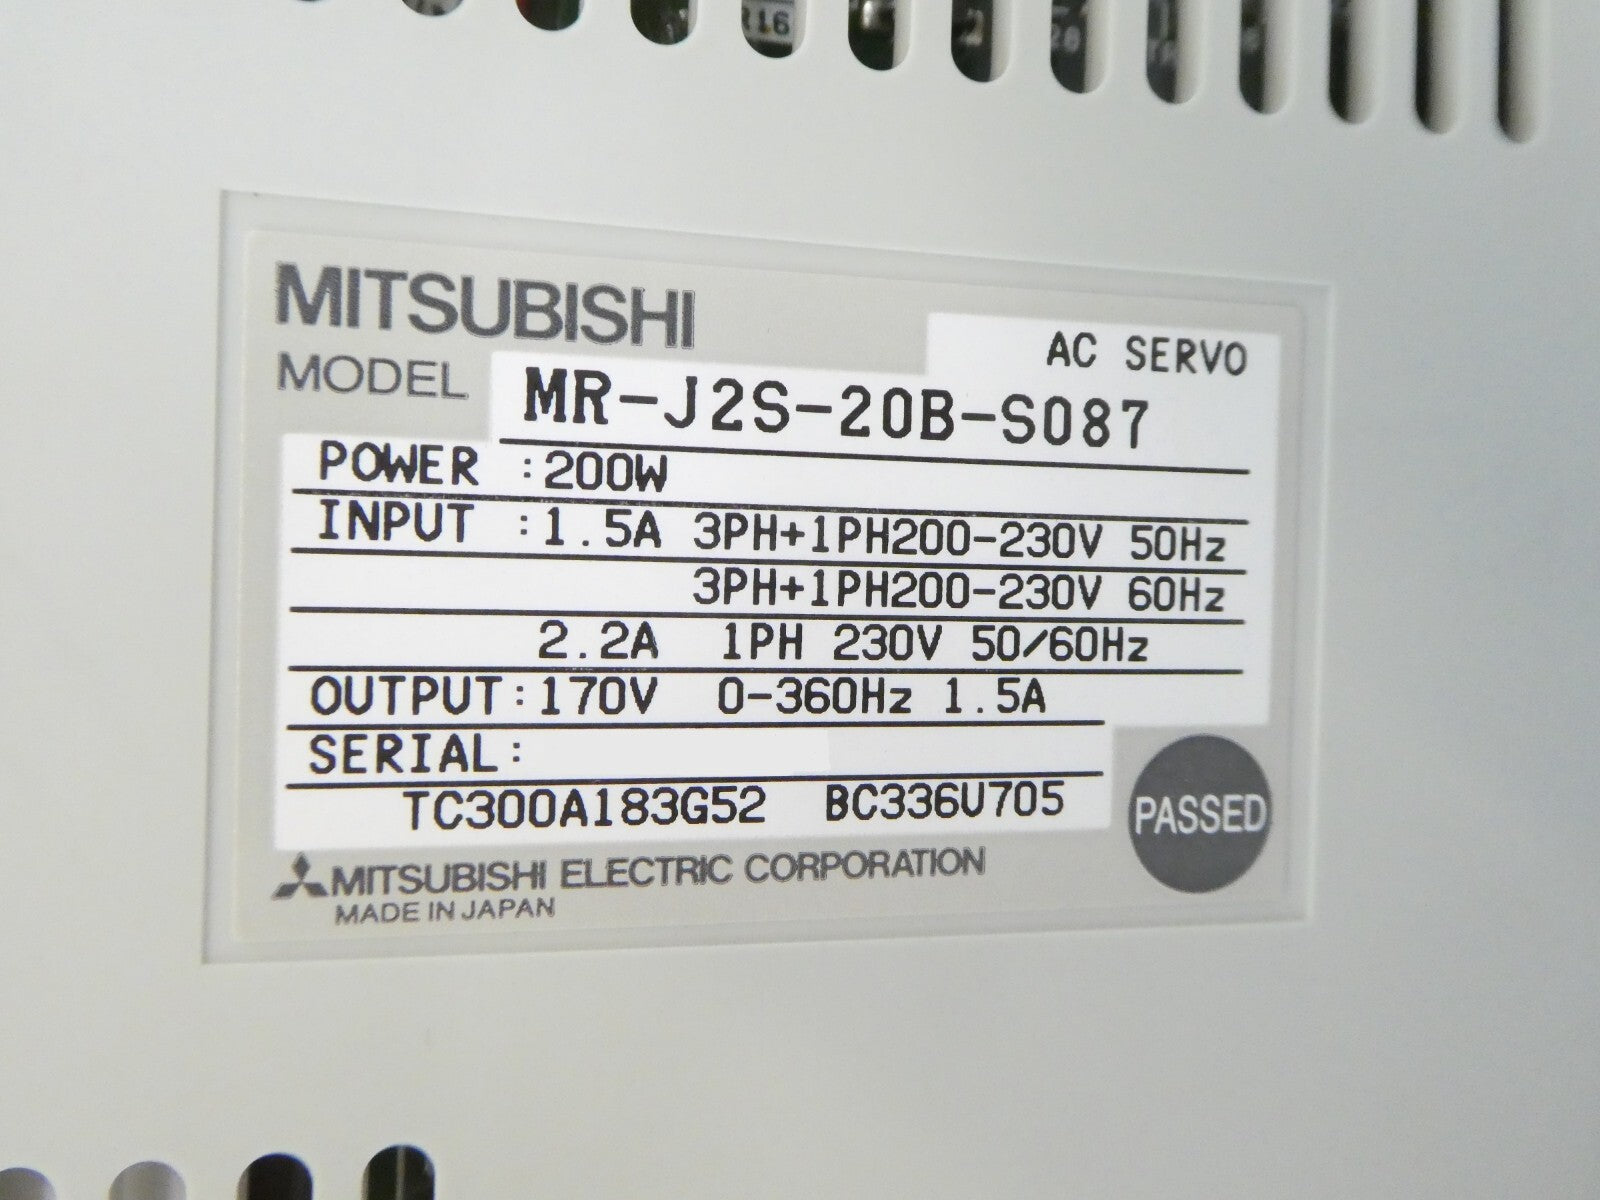 R16
MITSUBISHI
AC SERVO
MODEL MR-J2S-20B-S087
POWER :200W
INPUT :1.5A 3PH+1PH200-230V 50Hz
3PH+1PH200-230V 60Hz
2.2A 1PH 230V 50/60Hz
OUTPUT:170V 0-360Hz 1.5A
SERIAL:
TC300A183G52 BC336U705
PASSED
MITSUBISHI ELECTRIC CORPORATION
MADE IN JAPAN